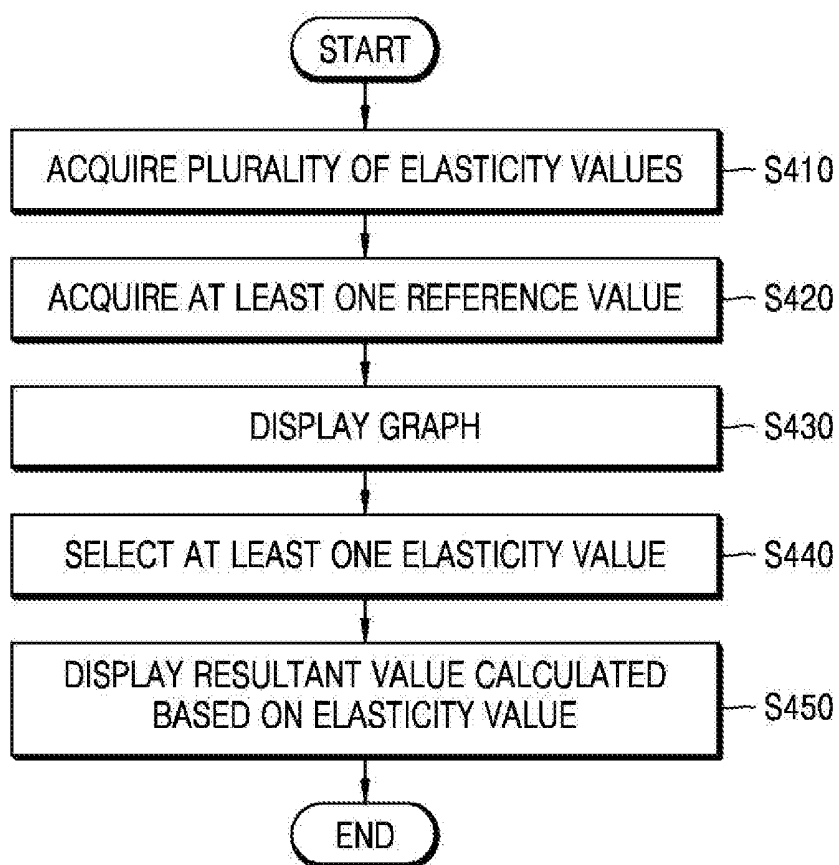 START
ACQUIRE PLURALITY OF ELASTICITY VALUES
S410
ACQUIRE AT LEAST ONE REFERENCE VALUE
S420
DISPLAY GRAPH
S430
SELECT AT LEAST ONE ELASTICITY VALUE
S440
DISPLAY RESULTANT VALUE CALCULATED
BASED ON ELASTICITY VALUE
S450
END